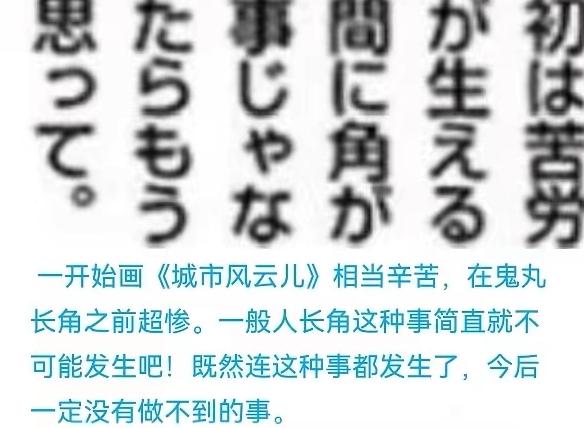 初は苦労
が生える
間に角が
事じゃな
たらもう
思って。
一开始画《城市风云儿》相当辛苦，在鬼丸
长角之前超惨。一般人长角这种事简直就不
可能发生吧！既然连这种事都发生了，今后
一定没有做不到的事。